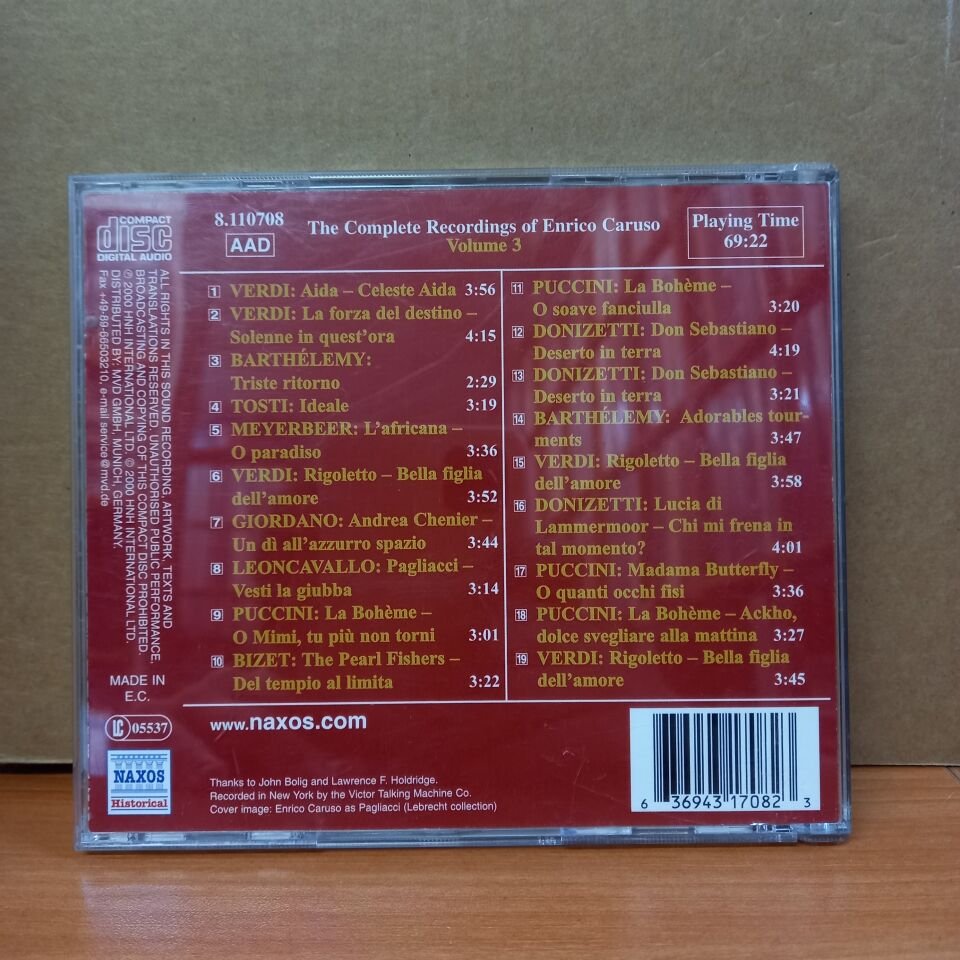 COMPACT
disc
DIGITAL AUDIO
8.110708
AAD
The Complete Recordings of Enrico Caruso
Volume 3
Playing Time
69:22
1 VERDI: Aida – Celeste Aida 3:56
2 VERDI: La forza del destino –
Solenne in quest'ora 4:15
3 BARTHÉLEMY:
Triste ritorno 2:29
4 TOSTI: Ideale 3:19
5 MEYERBEER: L'africana –
O paradiso 3:36
6 VERDI: Rigoletto – Bella figlia
dell'amore 3:52
7 GIORDANO: Andrea Chenier –
Un dì all'azzurro spazio 3:44
8 LEONCAVALLO: Pagliacci –
Vesti la giubba 3:14
9 PUCCINI: La Bohème –
O Mimi, tu più non torni 3:01
10 BIZET: The Pearl Fishers –
Del tempio al limita 3:22
11 PUCCINI: La Bohème –
O soave fanciulla 3:20
12 DONIZETTI: Don Sebastiano –
Deserto in terra 4:19
13 DONIZETTI: Don Sebastiano –
Deserto in terra 3:21
14 BARTHÉLEMY: Adorables tour-
ments 3:47
15 VERDI: Rigoletto – Bella figlia
dell'amore 3:58
16 DONIZETTI: Lucia di
Lammermoor – Chi mi frena in
tal momento? 4:01
17 PUCCINI: Madama Butterfly –
O quanti occhi fisi 3:36
18 PUCCINI: La Bohème – Ackho,
dolce svegliare alla mattina 3:27
19 VERDI: Rigoletto – Bella figlia
dell'amore 3:45
ALL RIGHTS IN THIS SOUND RECORDING, ARTWORK, TEXTS AND
TRANSLAATIONS RESERVED. UNAUTHORISED PUBLIC PERFORMANCE,
BROADCASTING AND COPYING OF THIS COMPACT DISC PROHIBITED.
℗ 2000 HNH INTERNATIONAL LTD. © 2000 HNH INTERNATIONAL LTD.
DISTRIBUTED BY: MVD GMBH, MUNICH, GERMANY.
Fax +49-89-66503210, e-mail service@mvd.de
MADE IN
E.C.
LC 05537
NAXOS
Historical
www.naxos.com
Thanks to John Bolig and Lawrence F. Holdridge.
Recorded in New York by the Victor Talking Machine Co.
Cover image: Enrico Caruso as Pagliacci (Lebrecht collection)
6 36943 17082 3